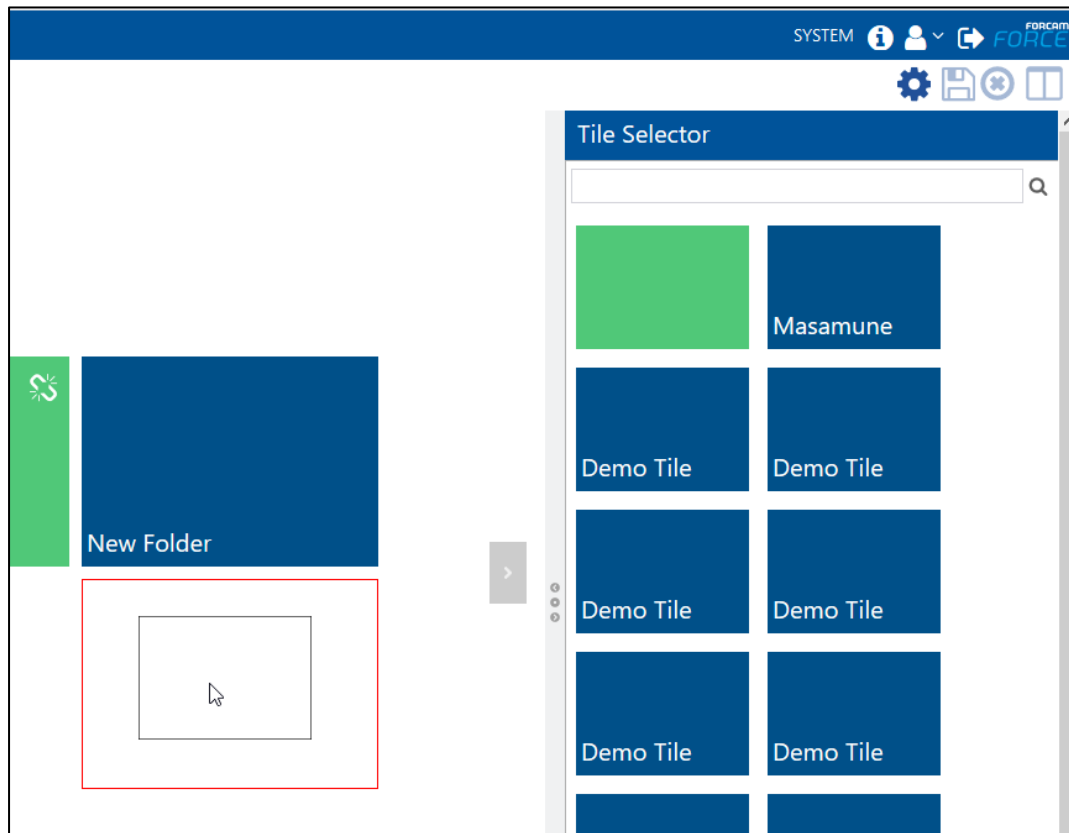 SYSTEM
FORCAM
FORCE
Tile Selector
Masamune
Demo Tile
Demo Tile
New Folder
Demo Tile
Demo Tile
Demo Tile
Demo Tile